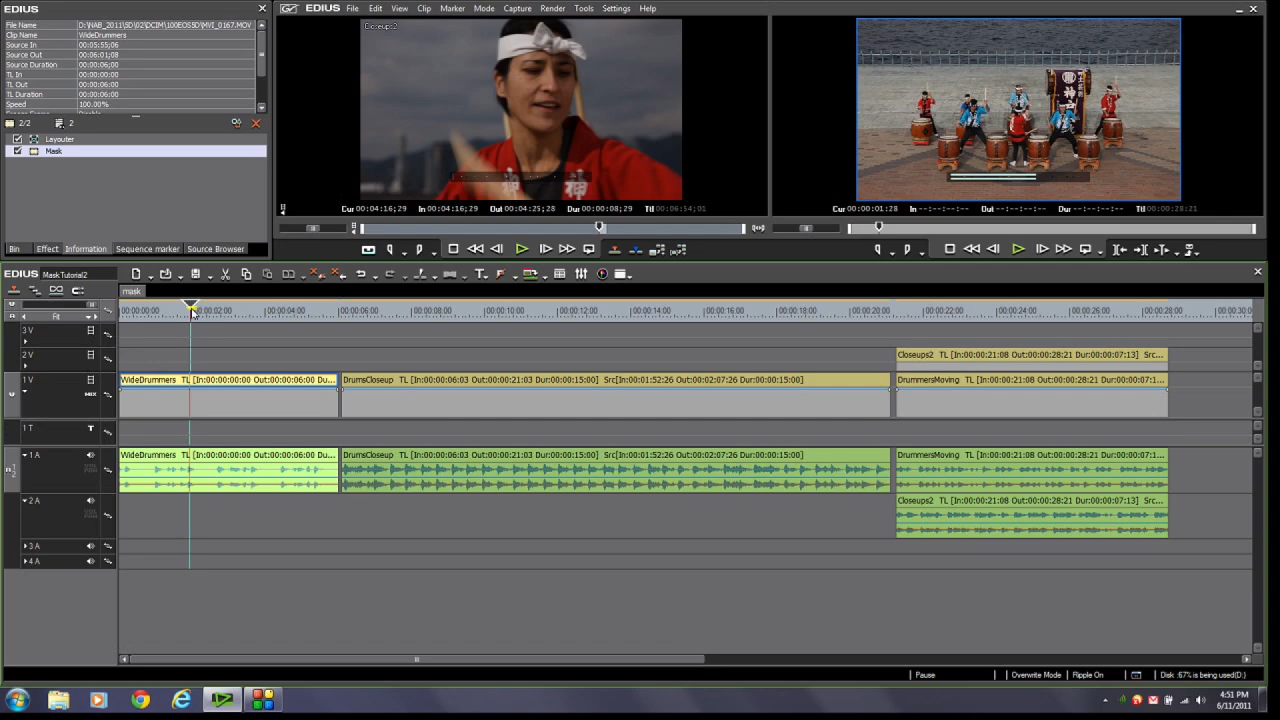 File Name D:\NAB_2011\SD\02\DCIM\100EOS5D\MVI_0167.MOV
Clip Name WideDrummers
Source In 00:05:55;06
Source Out 00:06:01;08
Source Duration 00:00:06:00
TL In 00:00:00:00
TL Out 00:00:06:00
TL Duration 00:00:06:00
Speed 100.00%
2/2 2
Layouter
Mask
Bin Effect Information Sequence marker Source Browser
EDIUS File Edit View Clip Marker Mode Capture Render Tools Settings Help
Closeups2
Cur 00:04:16;29 In 00:04:16;29 Out 00:04:25;28 Dur 00:00:08;29 Ttl 00:06:54;01
Cur 00:00:01:28 In --:--:--:-- Out --:--:--:-- Dur --:--:--:-- Ttl 00:00:28:21
EDIUS Mask Tutorial2
mask
Fit
00:00:00:00 00:00:02:00 00:00:04:00 00:00:06:00 00:00:08:00 00:00:10:00 00:00:12:00 00:00:14:00 00:00:16:00 00:00:18:00 00:00:20:00 00:00:22:00 00:00:24:00 00:00:26:00 00:00:28:00 00:00:30:00
3 V
2 V Closeups2 TL [In:00:00:21:08 Out:00:00:28:21 Dur:00:00:07:13] Src...
1 V WideDrummers TL [In:00:00:00:00 Out:00:00:06:00 Du... DrumsCloseup TL [In:00:00:06:03 Out:00:00:21:03 Dur:00:00:15:00] Src[In:00:01:52:26 Out:00:02:07:26 Dur:00:00:15:00] DrummersMoving TL [In:00:00:21:08 Out:00:00:28:21 Dur:00:00:07:1...
MIX
1 T T
1 A WideDrummers TL [In:00:00:00:00 Out:00:00:06:00 Du... DrumsCloseup TL [In:00:00:06:03 Out:00:00:21:03 Dur:00:00:15:00] Src[In:00:01:52:26 Out:00:02:07:26 Dur:00:00:15:00] DrummersMoving TL [In:00:00:21:08 Out:00:00:28:21 Dur:00:00:07:1...
2 A Closeups2 TL [In:00:00:21:08 Out:00:00:28:21 Dur:00:00:07:13] Src...
3 A
4 A
Pause Overwrite Mode Ripple On Disk :67% is being used(D:)
4:51 PM
6/11/2011